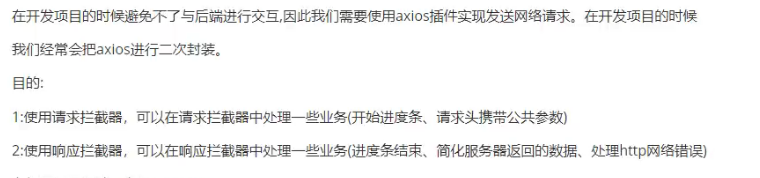 在开发项目的时候避免不了与后端进行交互,因此我们需要使用axios插件实现发送网络请求。在开发项目的时候
我们经常会把axios进行二次封装。
目的:
1:使用请求拦截器，可以在请求拦截器中处理一些业务(开始进度条、请求头携带公共参数)
2:使用响应拦截器，可以在响应拦截器中处理一些业务(进度条结束、简化服务器返回的数据、处理http网络错误)